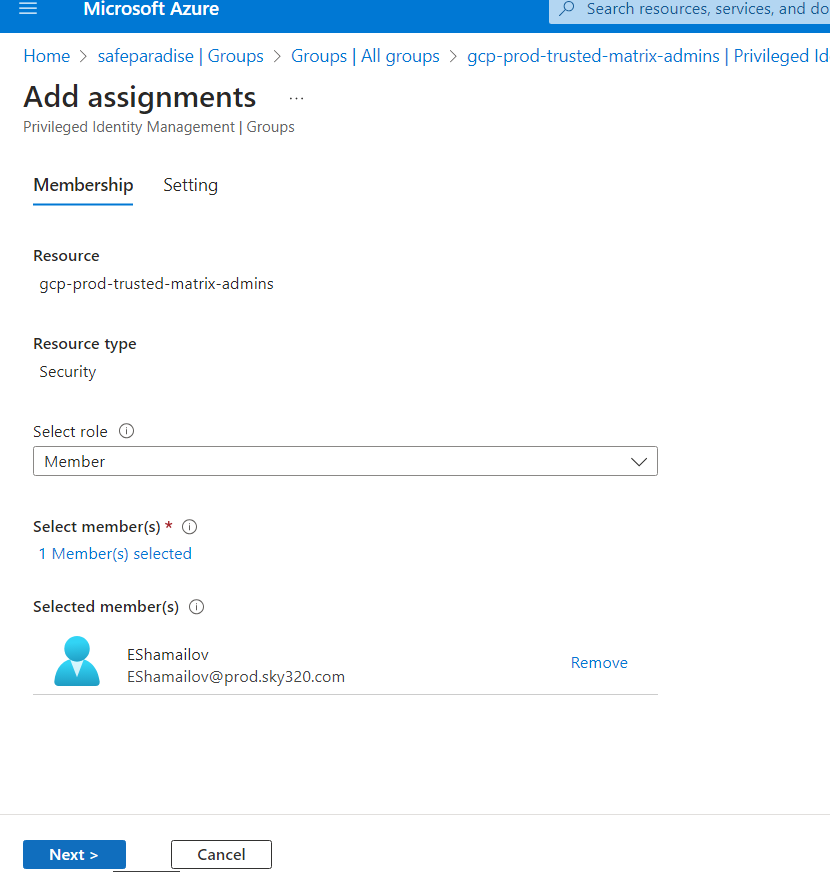 Microsoft Azure
Search resources, services, and do
Home > safeparadise | Groups > Groups | All groups > gcp-prod-trusted-matrix-admins | Privileged Id
Add assignments ...
Privileged Identity Management | Groups
Membership Setting
Resource
gcp-prod-trusted-matrix-admins
Resource type
Security
Select role
Member
Select member(s) *
1 Member(s) selected
Selected member(s)
EShamailov
EShamailov@prod.sky320.com
Remove
Next > Cancel